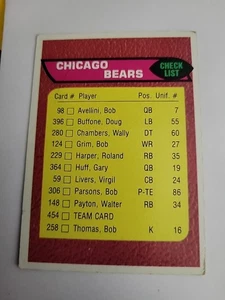 CHICAGO
BEARS
CHECK
LIST
Card # Player Pos. Unif. #
98 Avellini, Bob QB 7
396 Buffone, Doug LB 55
280 Chambers, Wally DT 60
124 Grim, Bob WR 27
229 Harper, Roland RB 35
364 Huff, Gary QB 19
59 Livers, Virgil CB 24
306 Parsons, Bob P-TE 86
148 Payton, Walter RB 34
454 TEAM CARD
258 Thomas, Bob K 16